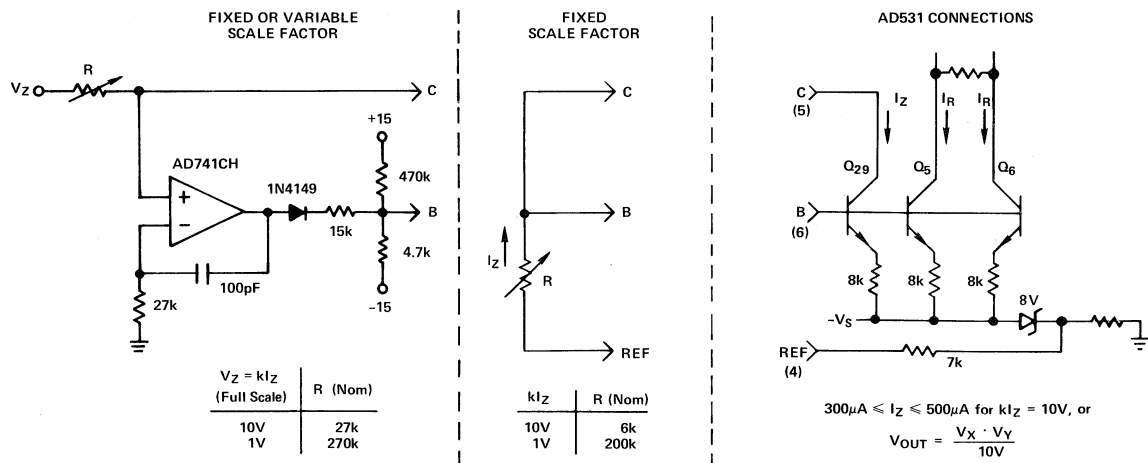 FIXED OR VARIABLE
SCALE FACTOR
VZ
R
C
+15
AD741CH
470k
1N4149
+
−
15k
B
4.7k
100pF
27k
−15
VZ = kIZ
(Full Scale)
R (Nom)
10V 27k
1V 270k
FIXED
SCALE FACTOR
C
B
IZ
R
REF
kIZ R (Nom)
10V 6k
1V 200k
AD531 CONNECTIONS
C
(5)
IZ
IR
IR
Q29
Q5
Q6
B
(6)
8k
8k
8k
8V
−VS
REF
(4)
7k
300μA ⩽ IZ ⩽ 500μA for kIZ = 10V, or
VOUT = VX · VY / 10V